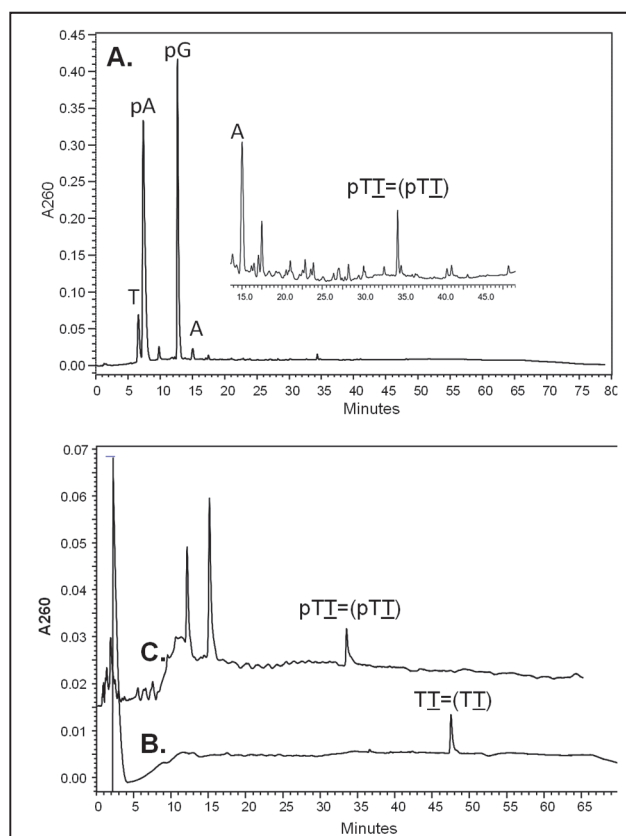 A.
0.45
0.40
0.35
0.30
0.25
0.20
0.15
0.10
0.05
0.00
A260
T
pA
pG
A
A
pTT=(pTT)
15.0 20.0 25.0 30.0 35.0 40.0 45.0
0 5 10 15 20 25 30 35 40 45 50 55 60 65 70 75 80
Minutes
0.07
0.06
0.05
0.04
0.03
0.02
0.01
0.00
A260
C.
pTT=(pTT)
B.
TT=(TT)
0 5 10 15 20 25 30 35 40 45 50 55 60 65
Minutes